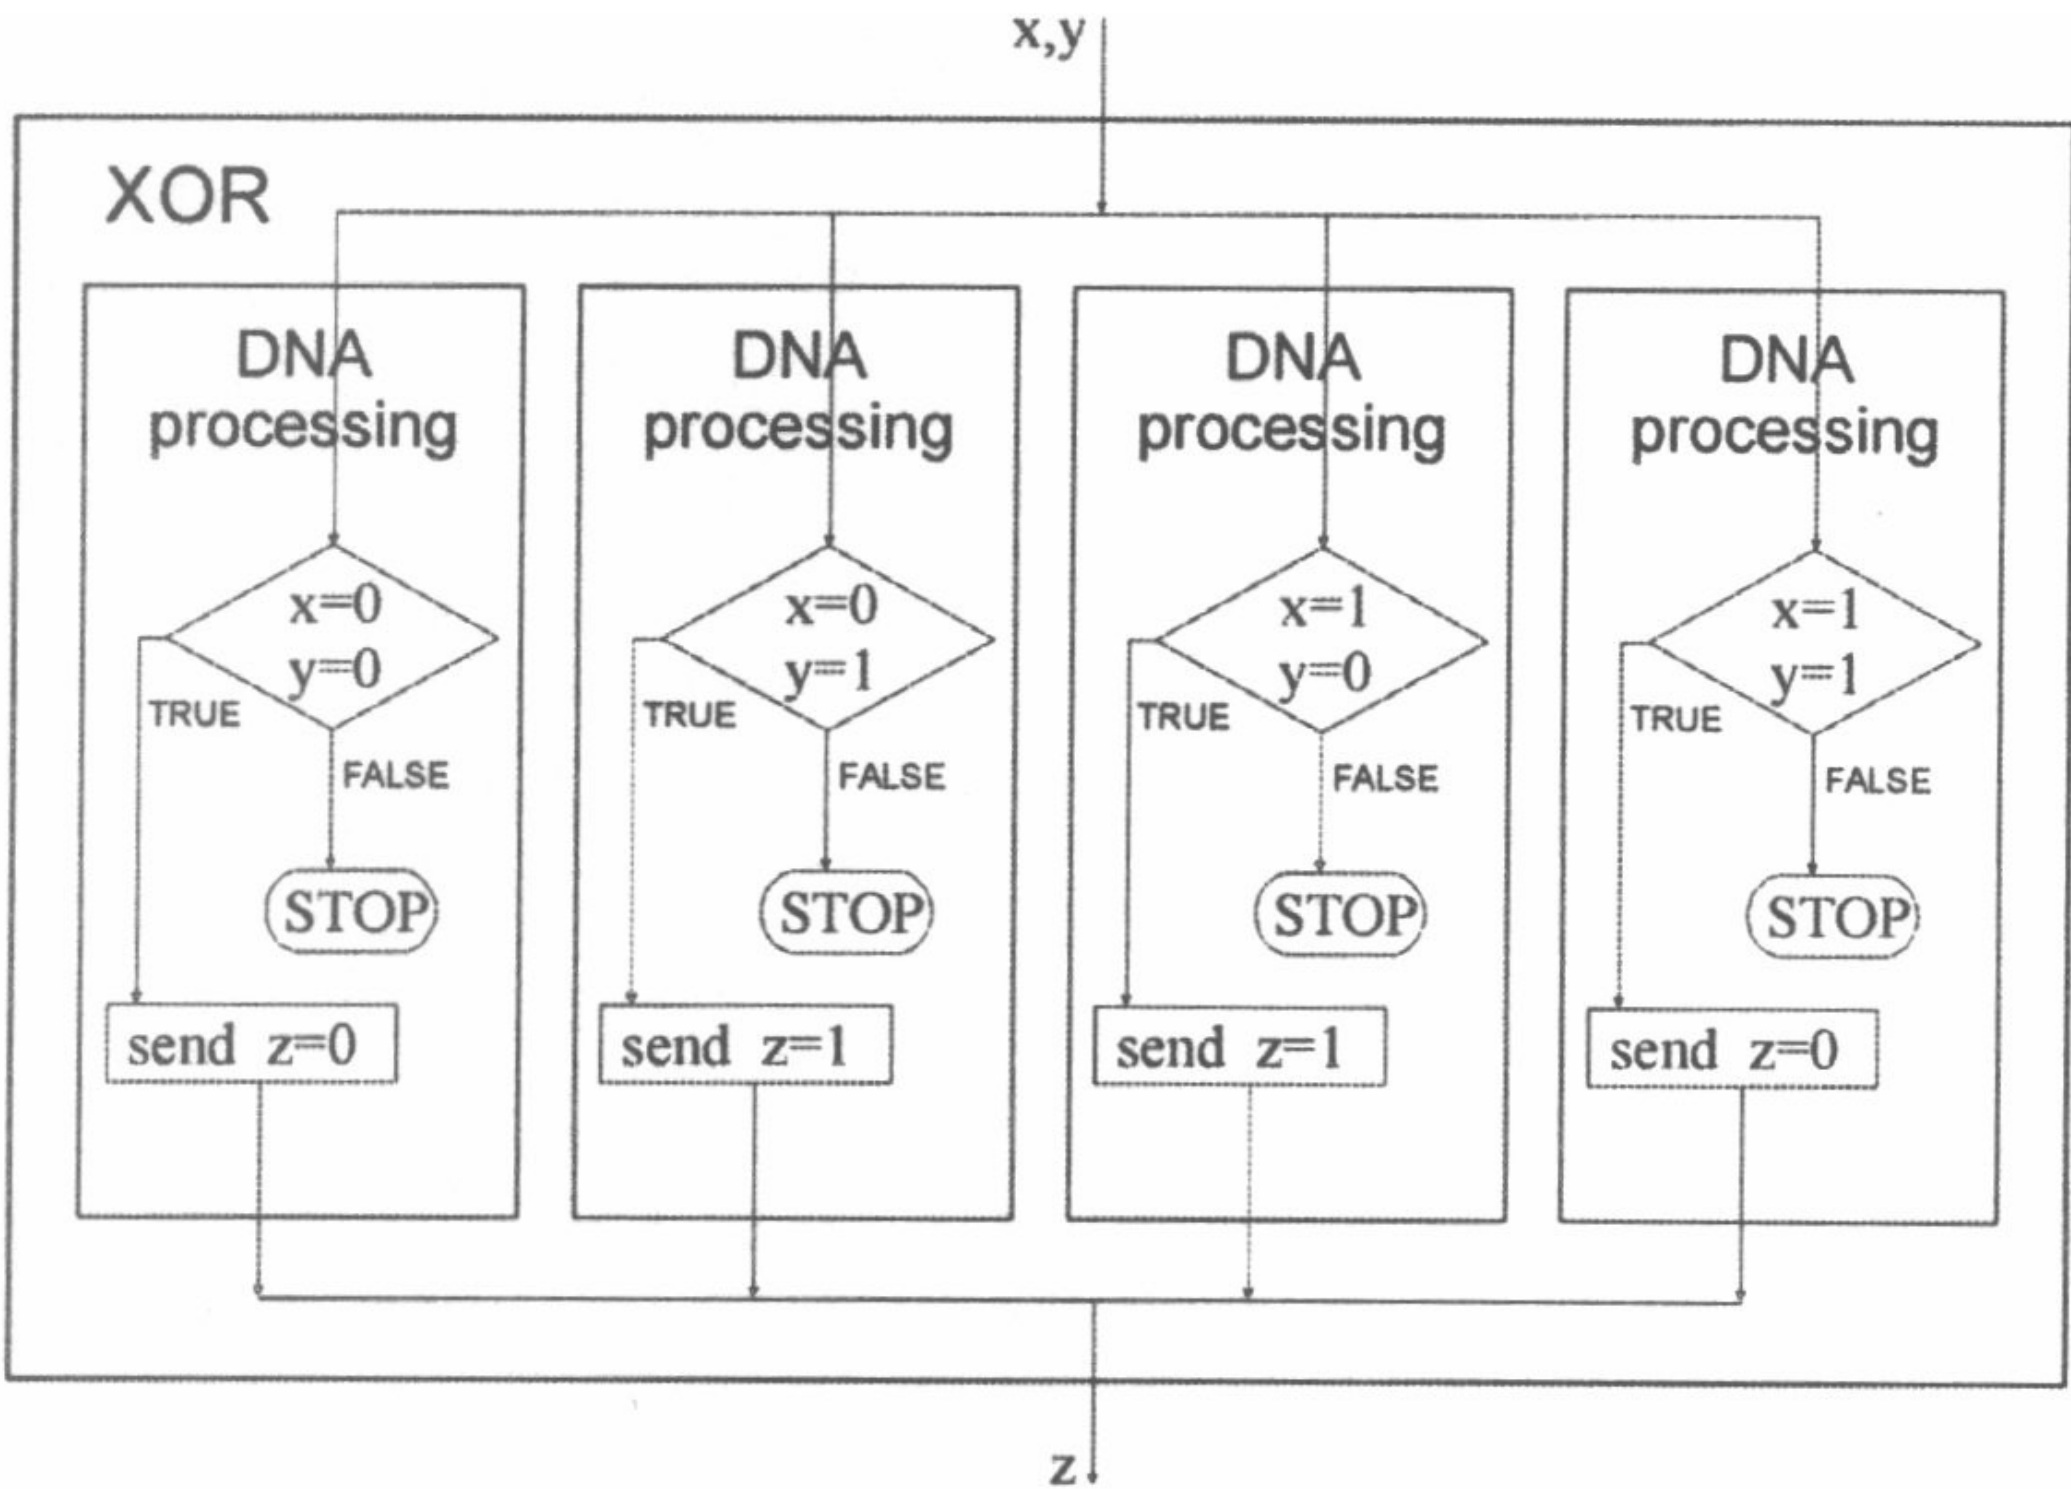 x,y
XOR
DNA
processing
x=0
y=0
TRUE
FALSE
STOP
send z=0
DNA
processing
x=0
y=1
TRUE
FALSE
STOP
send z=1
DNA
processing
x=1
y=0
TRUE
FALSE
STOP
send z=1
DNA
processing
x=1
y=1
TRUE
FALSE
STOP
send z=0
z